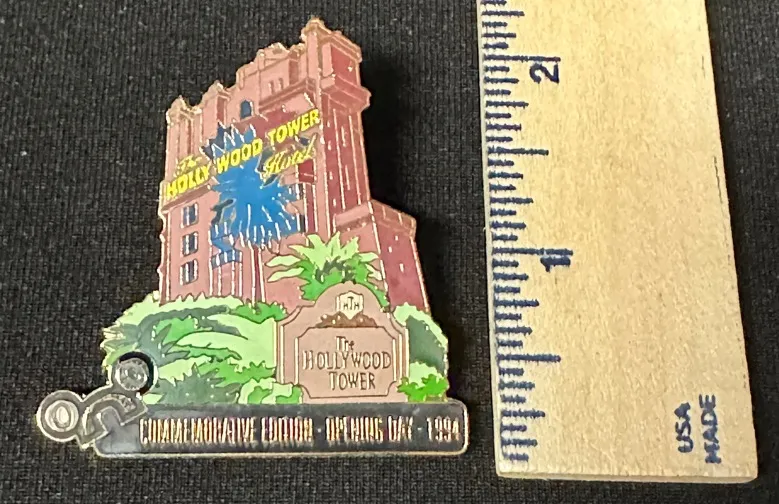 The
HOLLYWOOD TOWER
Hotel
HTH
The
HOLLYWOOD
TOWER
COMMEMORATIVE EDITION - OPENING DAY - 1994
2
1
USA
MADE